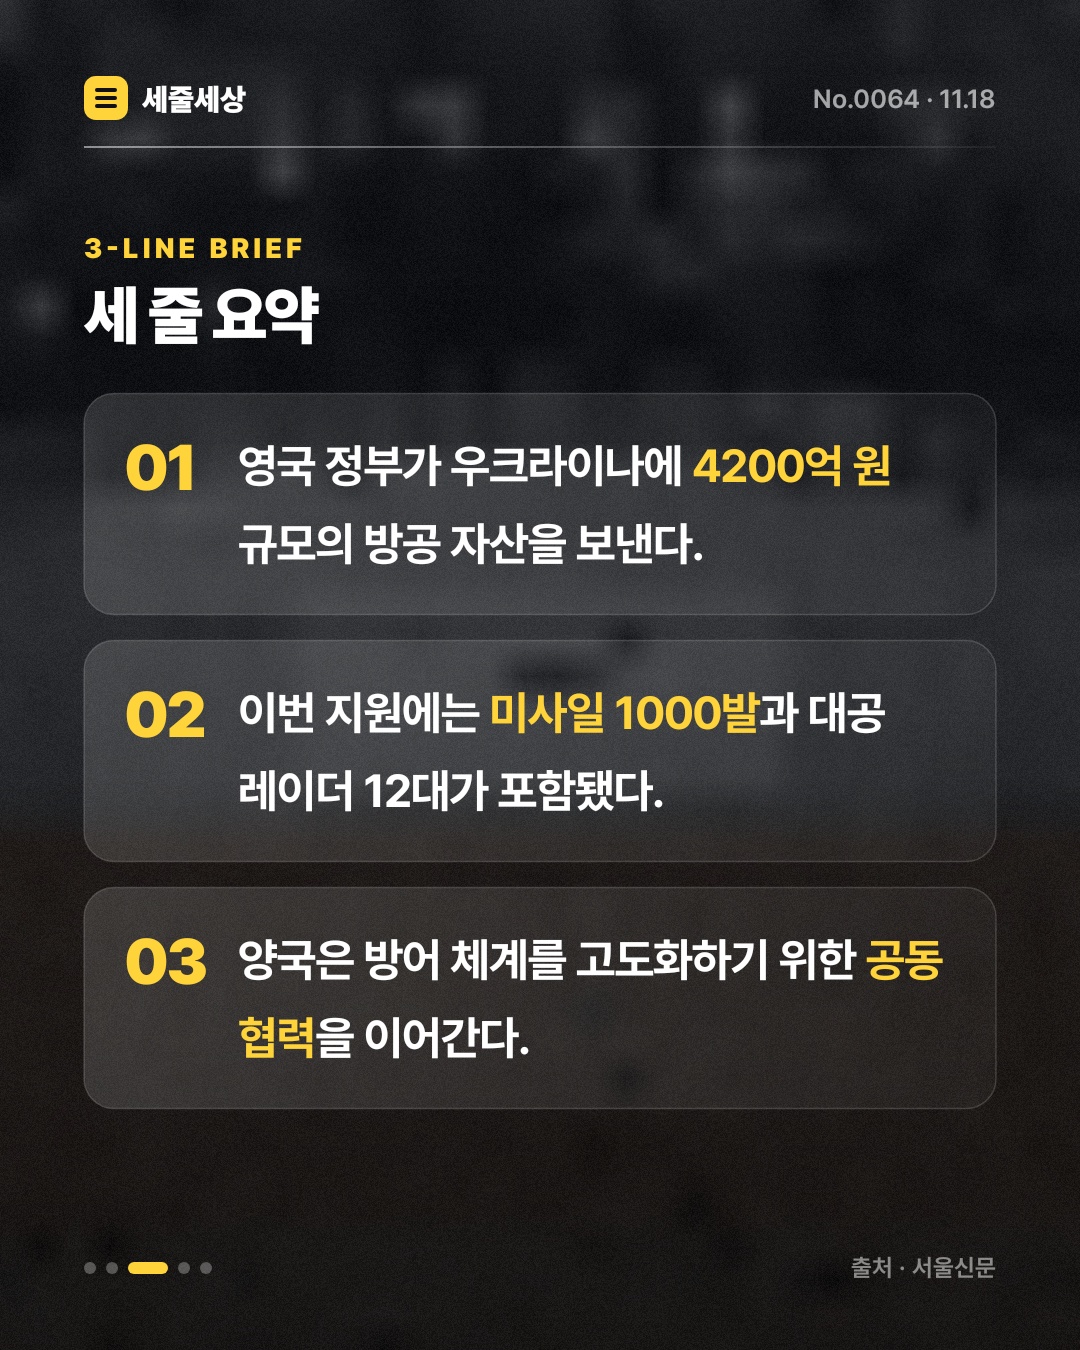 세줄세상
No.0064 · 11.18
3-LINE BRIEF
세 줄 요약
01 영국 정부가 우크라이나에 4200억 원
규모의 방공 자산을 보낸다.
02 이번 지원에는 미사일 1000발과 대공
레이더 12대가 포함됐다.
03 양국은 방어 체계를 고도화하기 위한 공동
협력을 이어간다.
출처 · 서울신문